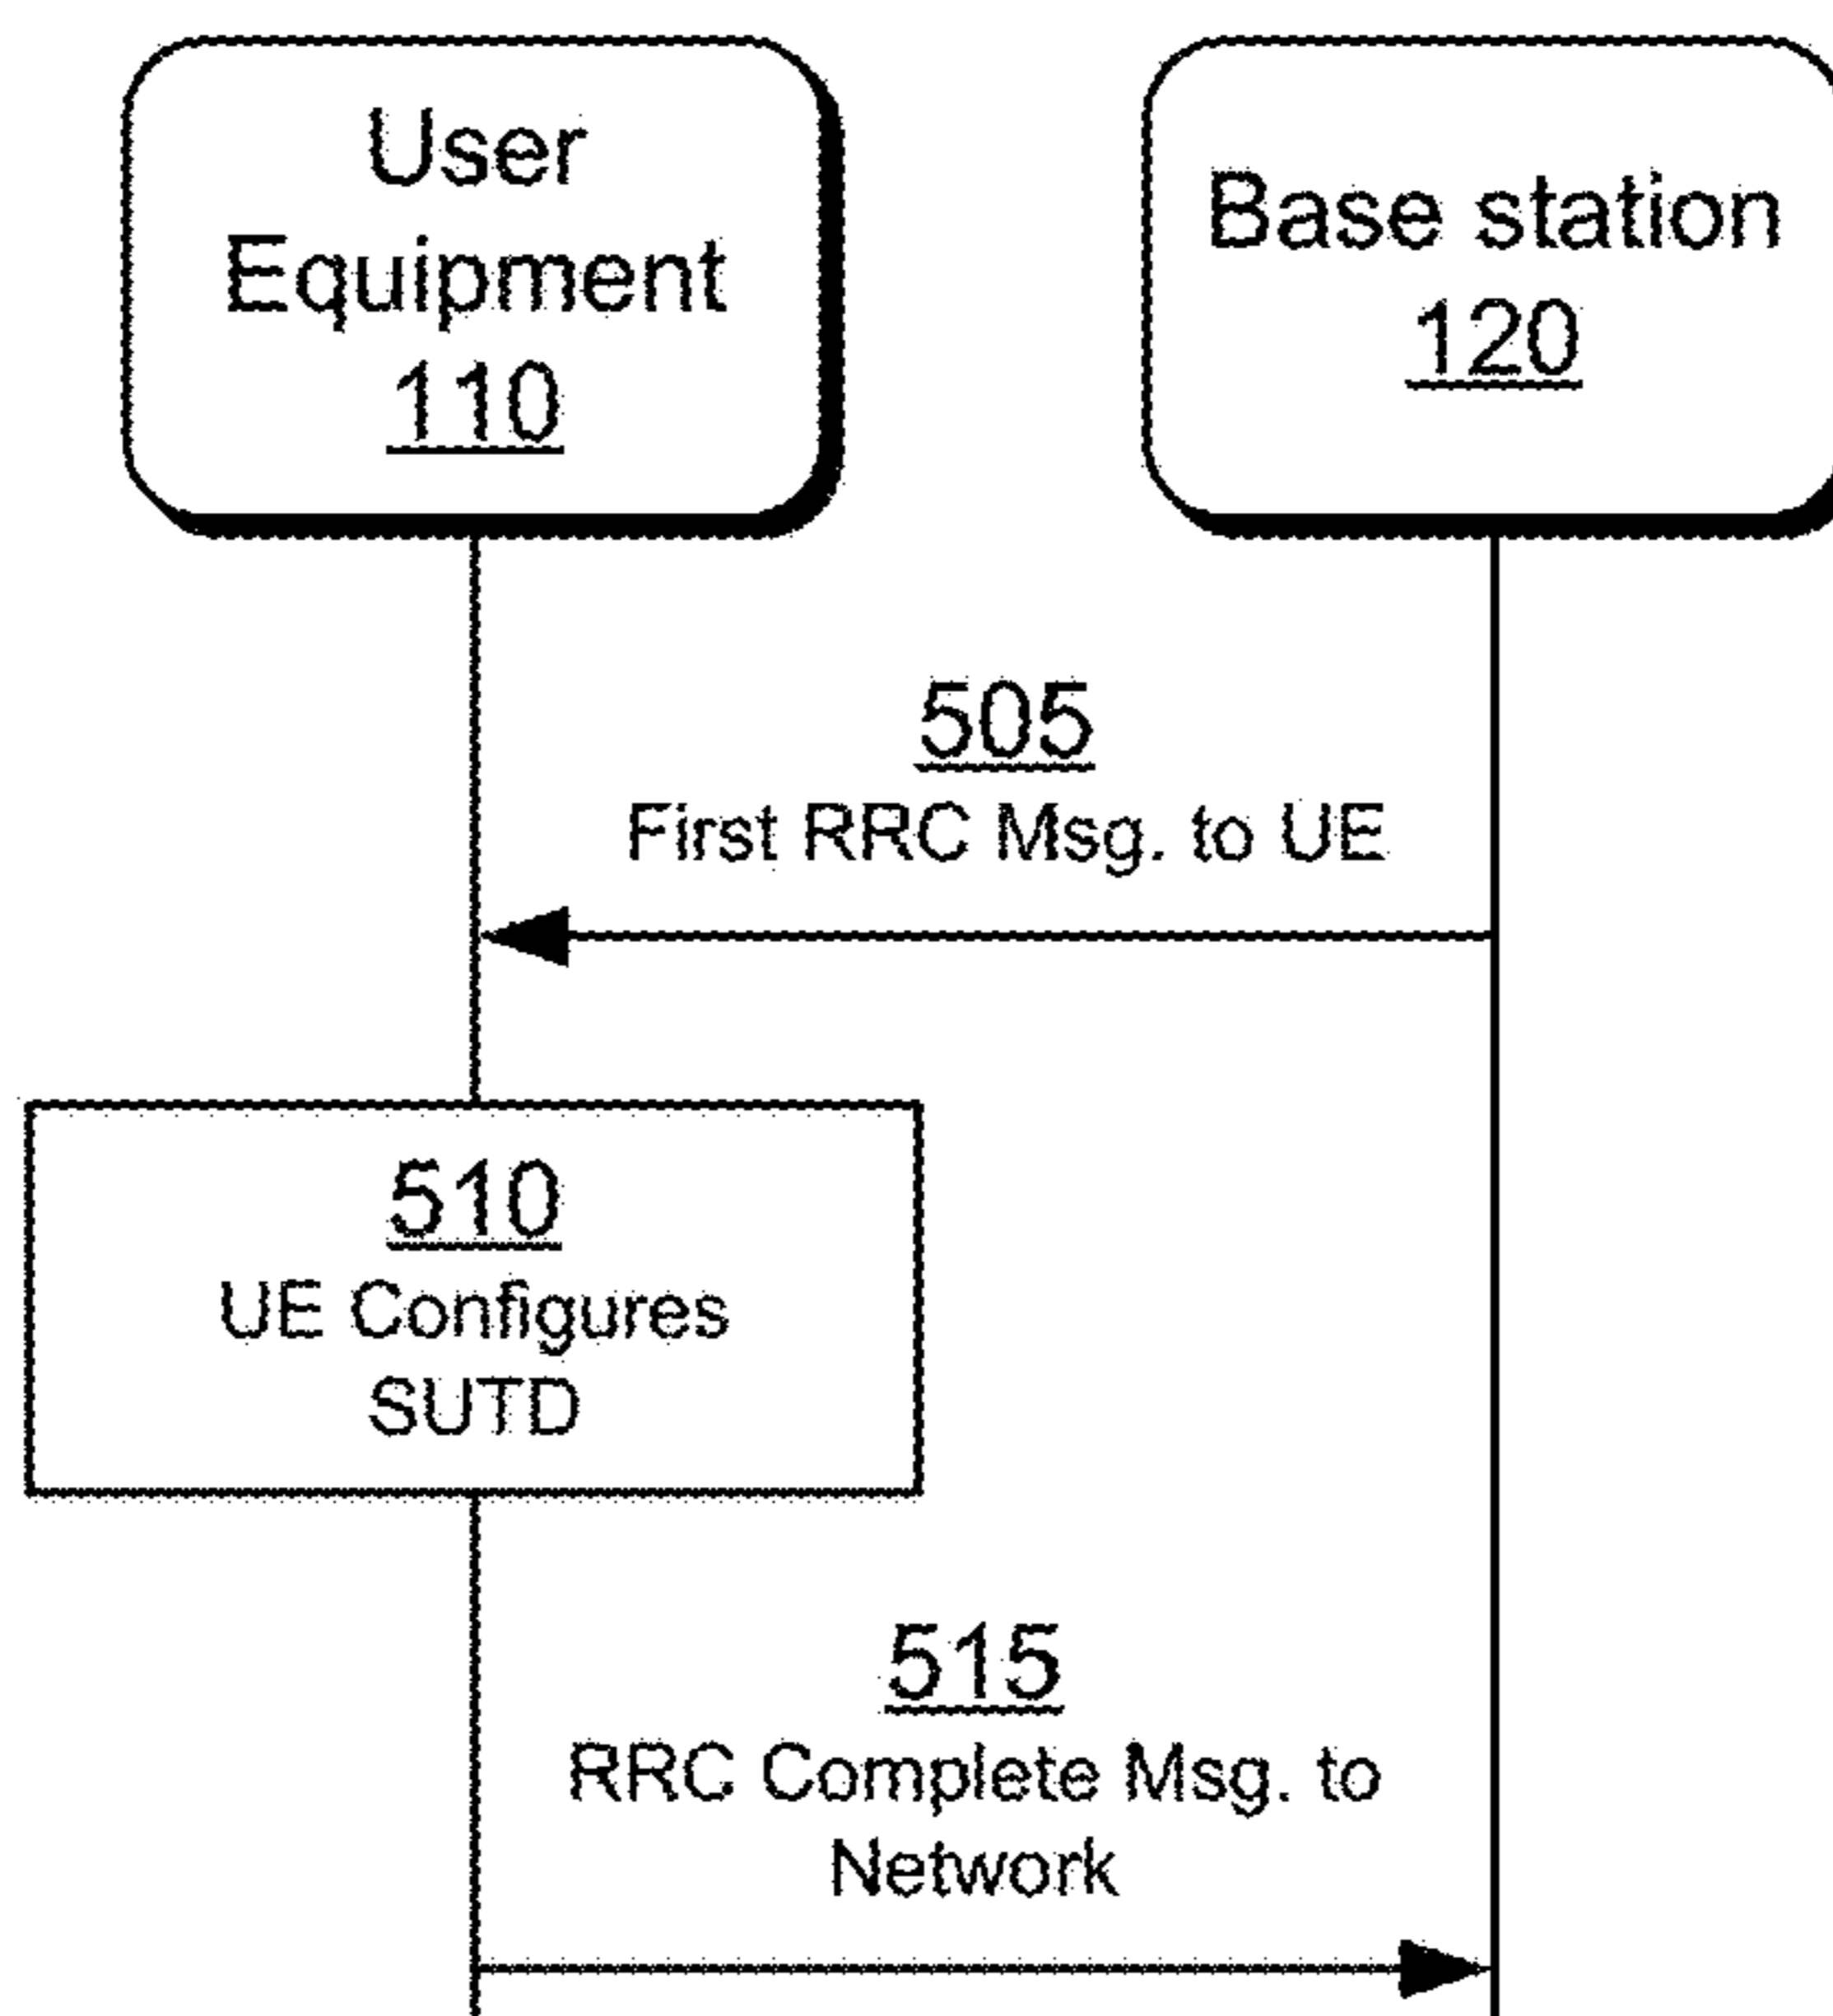 User
Equipment
110
Base station
120
505
First RRC Msg. to UE
510
UE Configures
SUTD
515
RRC Complete Msg. to
Network